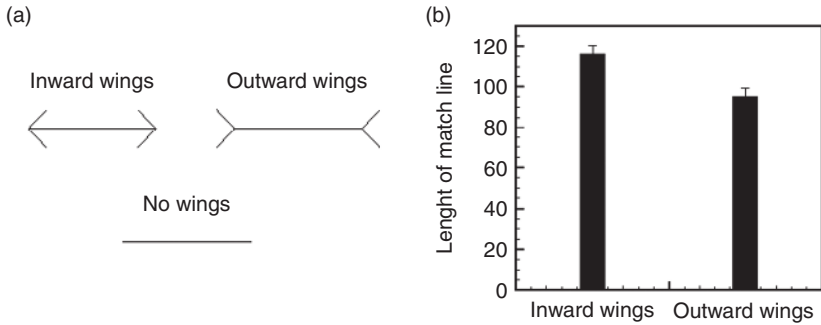 (a)
Inward wings
Outward wings
No wings
(b)
Lenght of match line
120
100
80
60
40
20
0
Inward wings
Outward wings